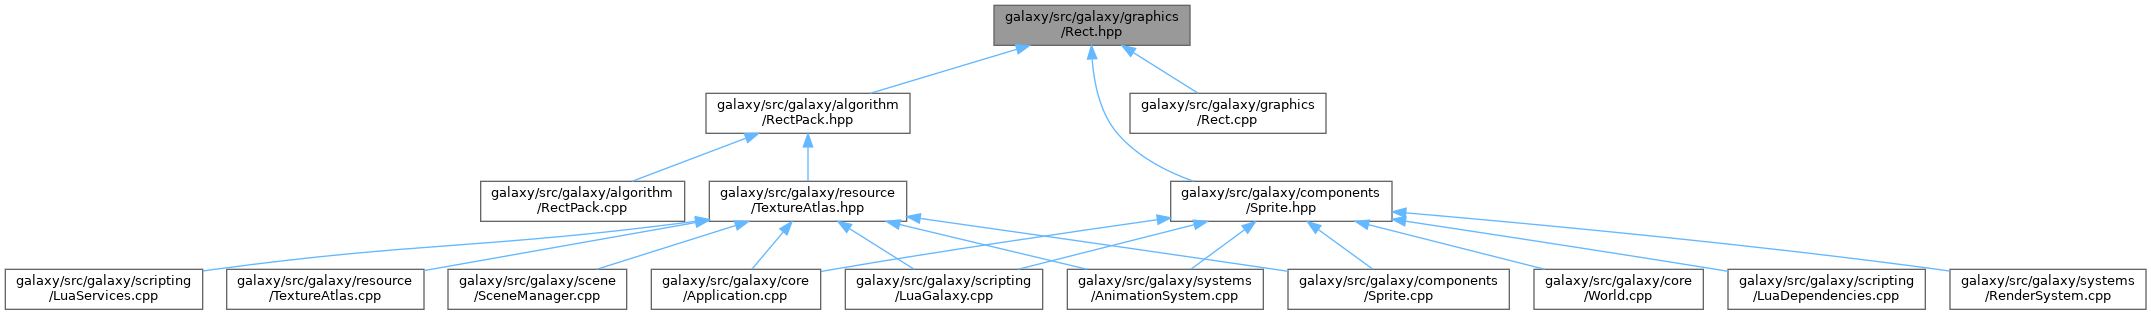 galaxy/src/galaxy/graphics
/Rect.hpp
galaxy/src/galaxy/algorithm
/RectPack.hpp
galaxy/src/galaxy/graphics
/Rect.cpp
galaxy/src/galaxy/algorithm
/RectPack.cpp
galaxy/src/galaxy/resource
/TextureAtlas.hpp
galaxy/src/galaxy/components
/Sprite.hpp
galaxy/src/galaxy/scripting
/LuaServices.cpp
galaxy/src/galaxy/resource
/TextureAtlas.cpp
galaxy/src/galaxy/scene
/SceneManager.cpp
galaxy/src/galaxy/core
/Application.cpp
galaxy/src/galaxy/scripting
/LuaGalaxy.cpp
galaxy/src/galaxy/systems
/AnimationSystem.cpp
galaxy/src/galaxy/components
/Sprite.cpp
galaxy/src/galaxy/core
/World.cpp
galaxy/src/galaxy/scripting
/LuaDependencies.cpp
galaxy/src/galaxy/systems
/RenderSystem.cpp